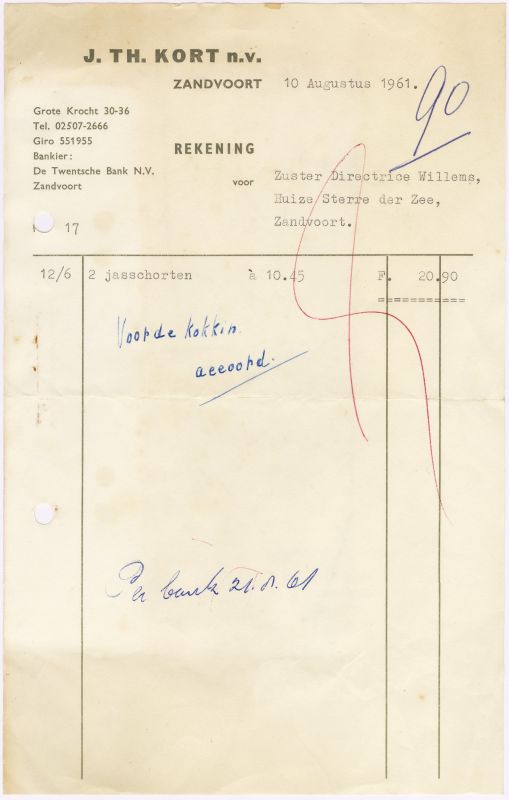 J. TH. KORT n.v.
ZANDVOORT 10 Augustus 1961.
90
Grote Krocht 30-36
Tel. 02507-2666
Giro 551955
Bankier:
De Twentsche Bank N.V.
Zandvoort
REKENING
voor Zuster Directrice Willems,
Huize Sterre der Zee,
Zandvoort.
17
12/6 2 jasschorten à 10.45 F. 20.90
===========
Voor de kokkin.
accoord.
Per bank 21.8.61